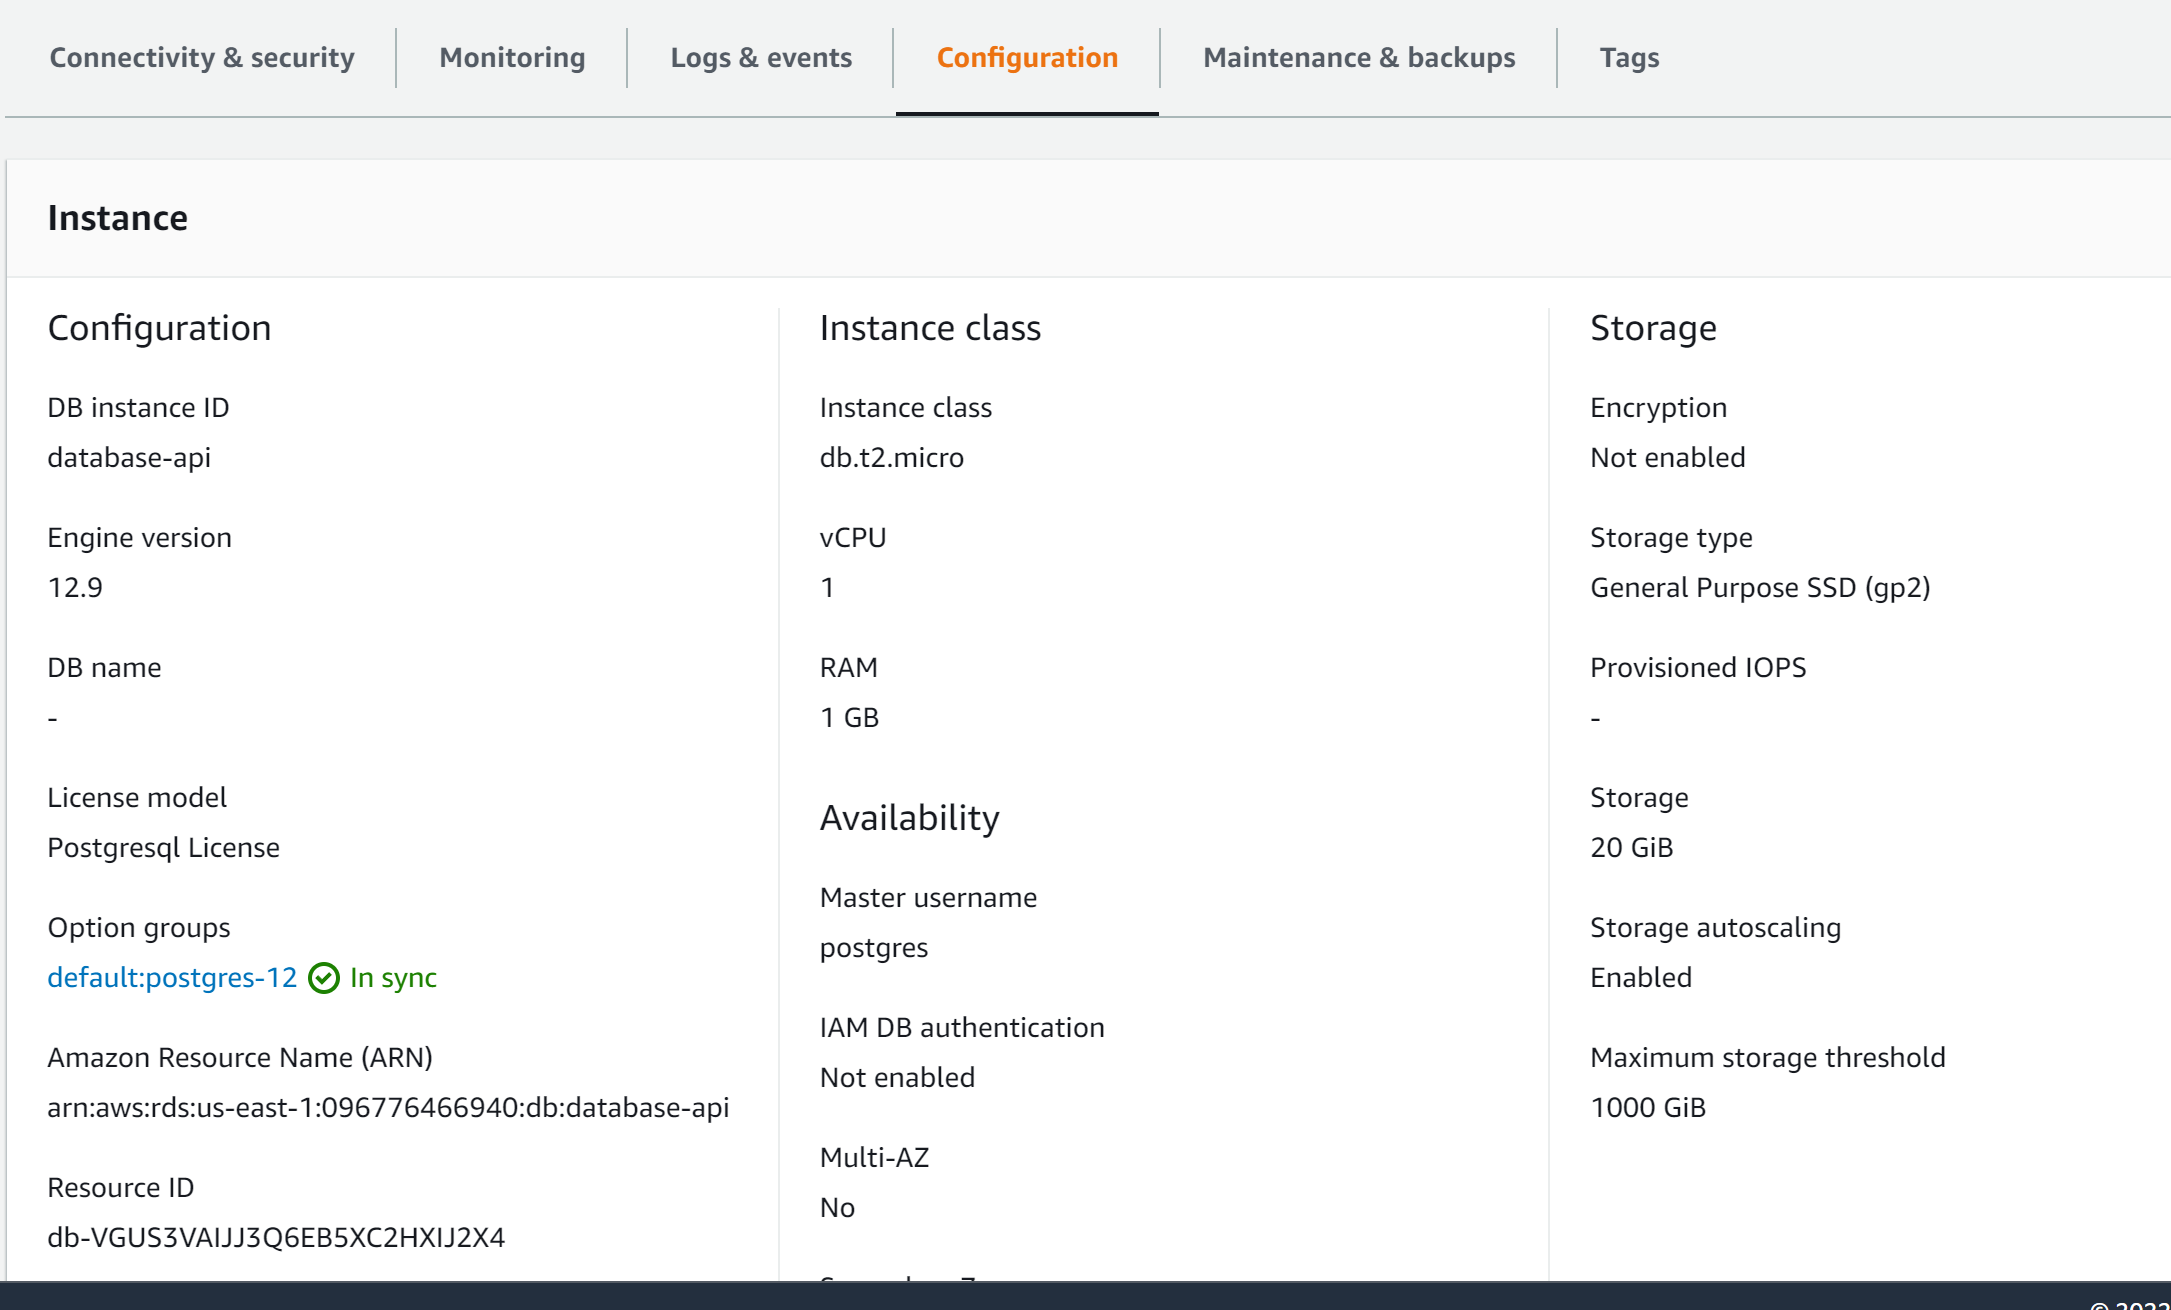 Connectivity & security
Monitoring
Logs & events
Configuration
Maintenance & backups
Tags
Instance
Configuration
DB instance ID
database-api
Engine version
12.9
DB name
-
License model
Postgresql License
Option groups
default:postgres-12 In sync
Amazon Resource Name (ARN)
arn:aws:rds:us-east-1:096776466940:db:database-api
Resource ID
db-VGUS3VAIJJ3Q6EB5XC2HXIJ2X4
Instance class
Instance class
db.t2.micro
vCPU
1
RAM
1 GB
Availability
Master username
postgres
IAM DB authentication
Not enabled
Multi-AZ
No
Storage
Encryption
Not enabled
Storage type
General Purpose SSD (gp2)
Provisioned IOPS
-
Storage
20 GiB
Storage autoscaling
Enabled
Maximum storage threshold
1000 GiB